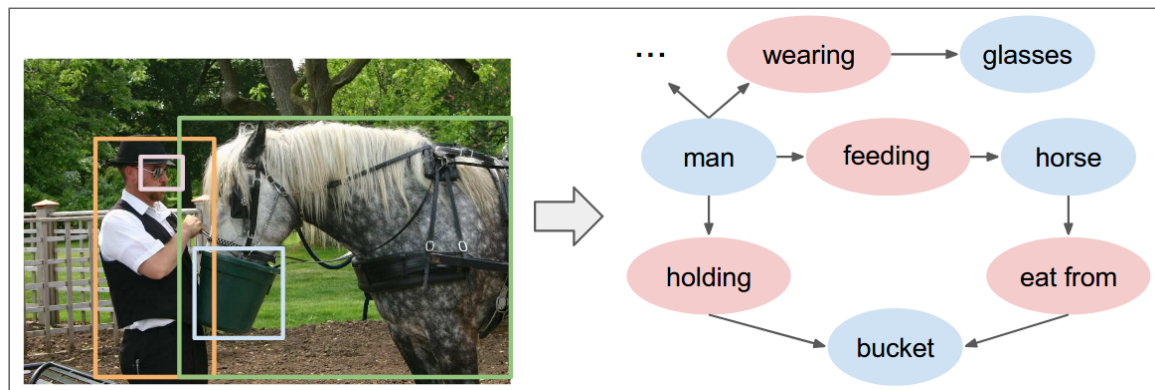 ...
wearing
glasses
man
feeding
horse
holding
eat from
bucket